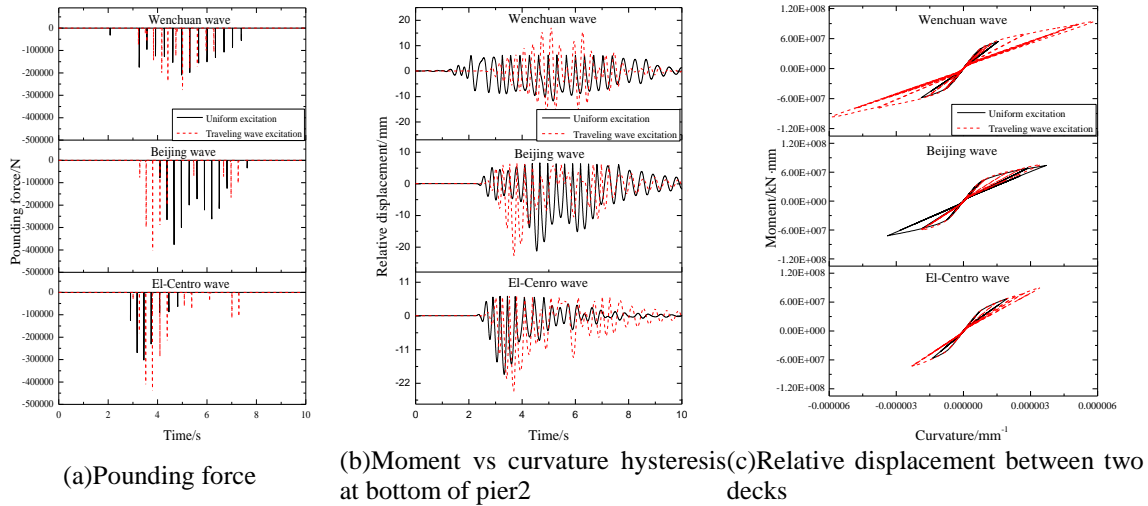 Wenchuan wave
0
-100000
-200000
-300000
-400000
-500000
Uniform excitation
Traveling wave excitation
Beijing wave
0
-100000
-200000
-300000
-400000
-500000
El-Centro wave
0
-100000
-200000
-300000
-400000
-500000
0 2 4 6 8 10
Pounding force/N
Time/s
Wenchuan wave
20
10
0
-10
-20
Uniform excitation
Traveling wave excitation
Beijing wave
10
0
-10
-20
El-Cenro wave
11
0
-11
-22
0 2 4 6 8 10
Relative displacement/mm
Time/s
Wenchuan wave
1.20E+008
6.00E+007
0.00E+000
-6.00E+007
-1.20E+008
Uniform excitation
Traveling wave excitation
Beijing wave
1.20E+008
6.00E+007
0.00E+000
-6.00E+007
-1.20E+008
El-Centro wave
1.20E+008
6.00E+007
0.00E+000
-6.00E+007
-1.20E+008
-0.000006 -0.000003 0.000000 0.000003 0.000006
Moment/kN·mm
Curvature/mm⁻¹
(a)Pounding force
(b)Moment vs curvature hysteresis
at bottom of pier2
(c)Relative displacement between two
decks